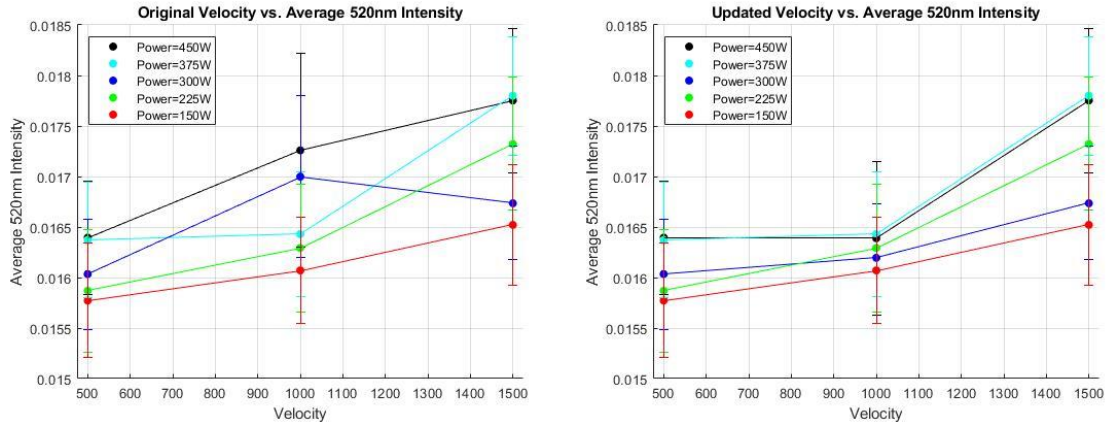 Original Velocity vs. Average 520nm Intensity
0.0185
0.018
0.0175
0.017
0.0165
0.016
0.0155
0.015
Average 520nm Intensity
Power=450W
Power=375W
Power=300W
Power=225W
Power=150W
500 600 700 800 900 1000 1100 1200 1300 1400 1500
Velocity
Updated Velocity vs. Average 520nm Intensity
0.0185
0.018
0.0175
0.017
0.0165
0.016
0.0155
0.015
Average 520nm Intensity
Power=450W
Power=375W
Power=300W
Power=225W
Power=150W
500 600 700 800 900 1000 1100 1200 1300 1400 1500
Velocity